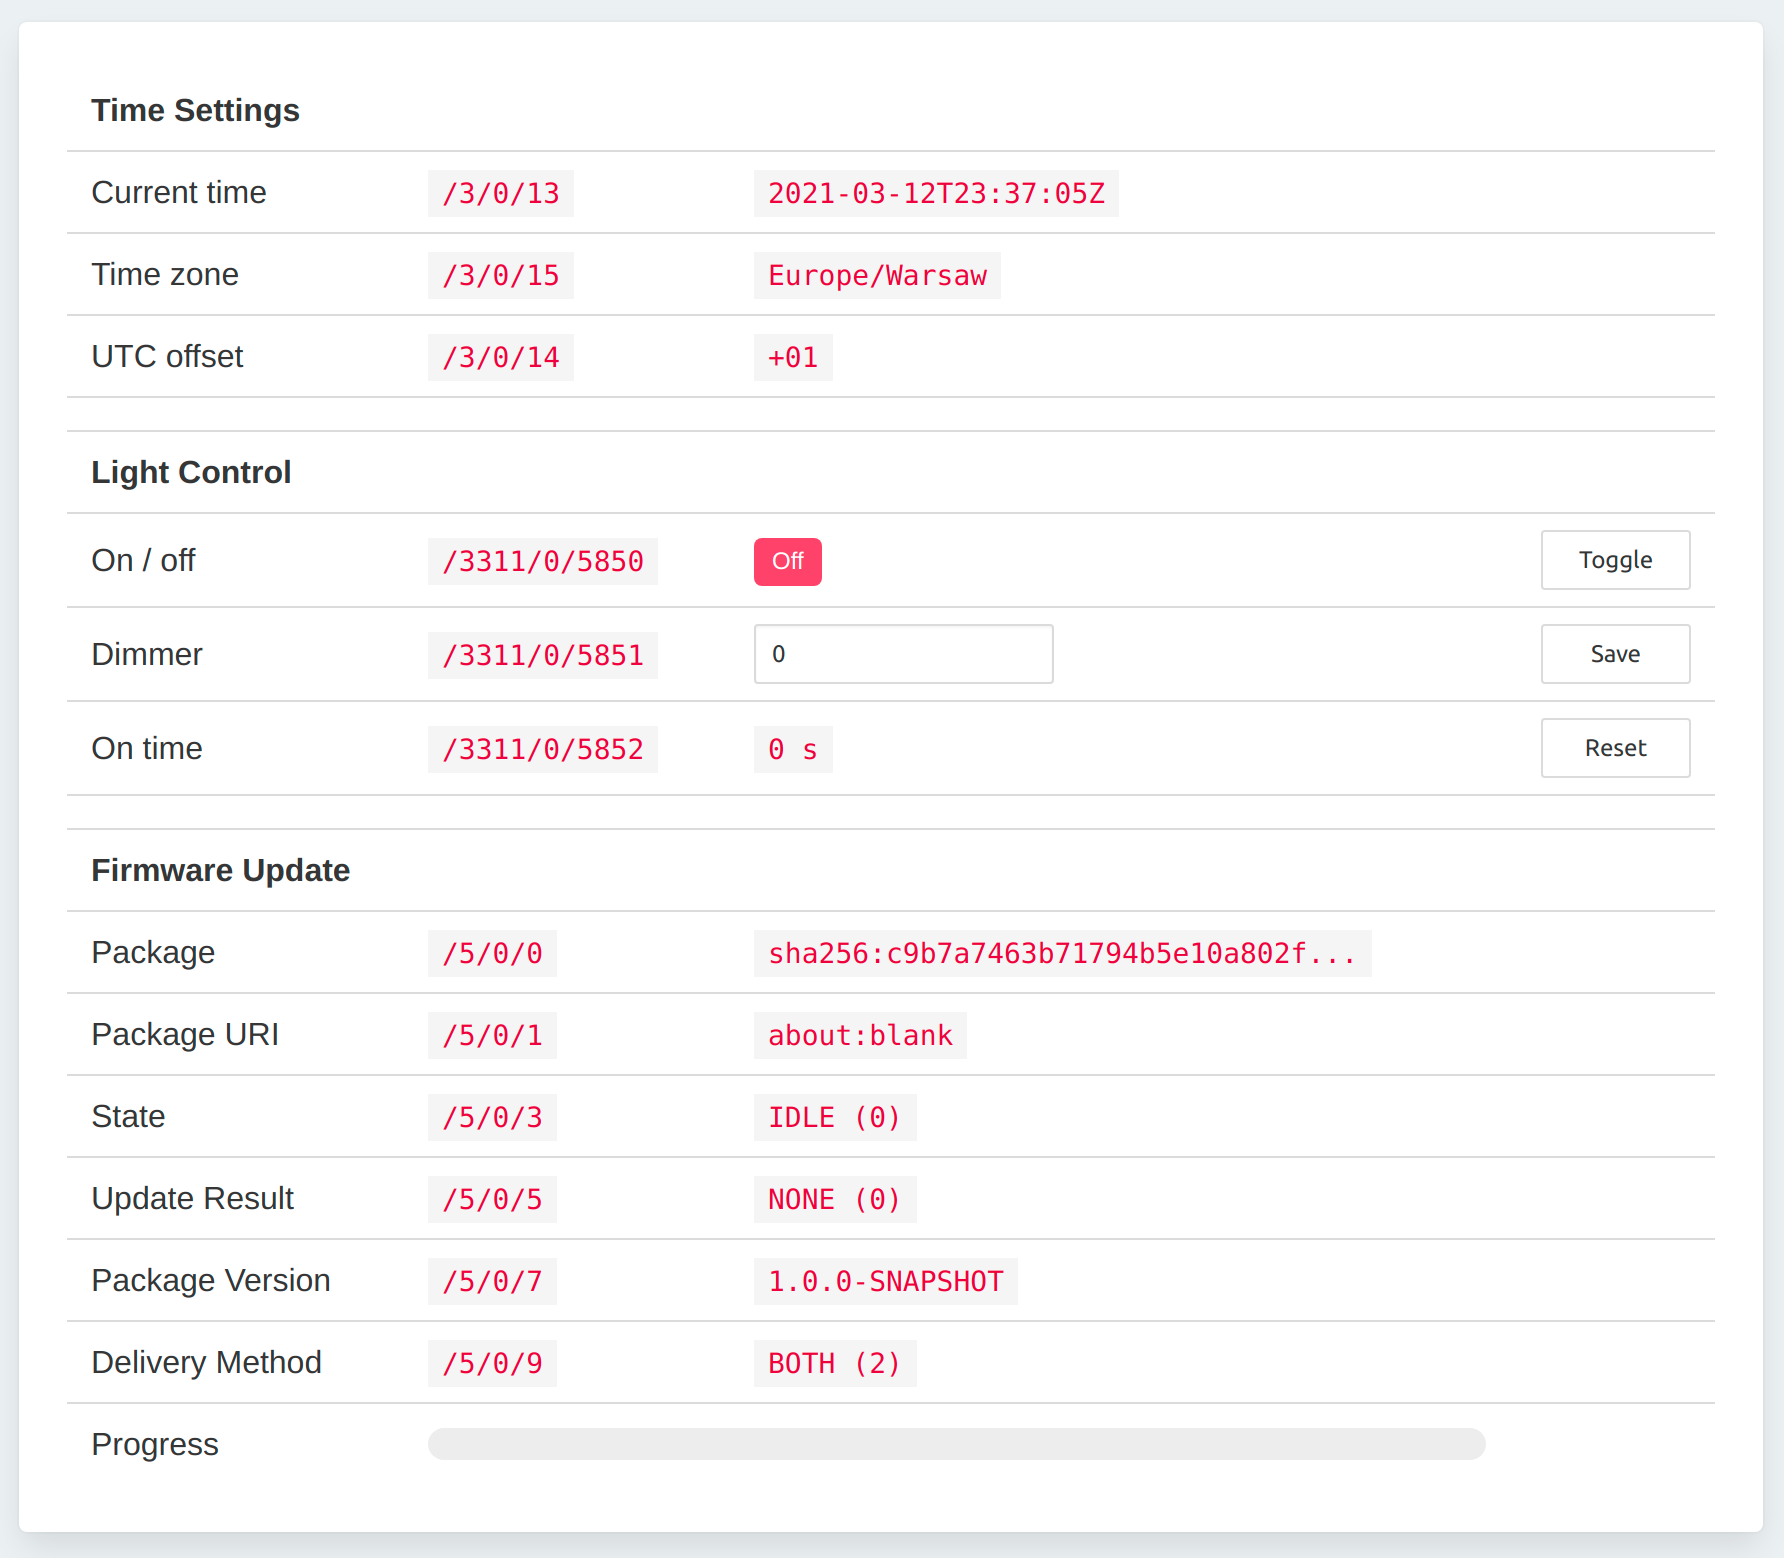 Time Settings
Current time /3/0/13 2021-03-12T23:37:05Z
Time zone /3/0/15 Europe/Warsaw
UTC offset /3/0/14 +01
Light Control
On / off /3311/0/5850 Off Toggle
Dimmer /3311/0/5851 0 Save
On time /3311/0/5852 0 s Reset
Firmware Update
Package /5/0/0 sha256:c9b7a7463b71794b5e10a802f...
Package URI /5/0/1 about:blank
State /5/0/3 IDLE (0)
Update Result /5/0/5 NONE (0)
Package Version /5/0/7 1.0.0-SNAPSHOT
Delivery Method /5/0/9 BOTH (2)
Progress